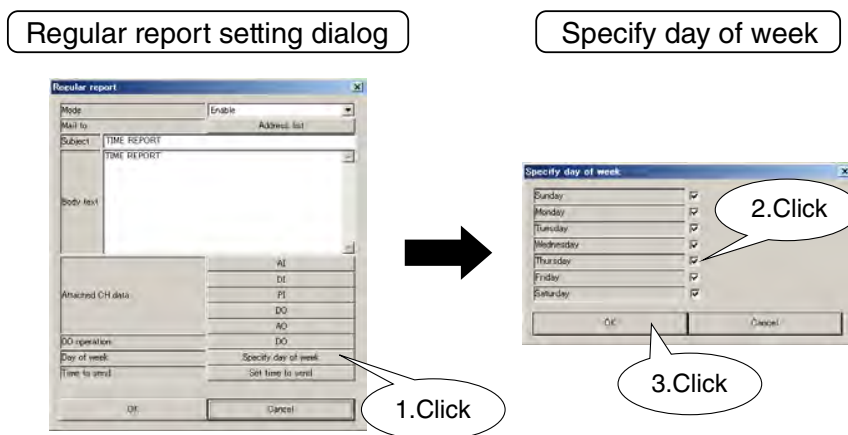 Regular report setting dialog
Specify day of week
Regular report
Mode Enable
Mail to Address list
Subject TIME REPORT
TIME REPORT
Body text
AI
DI
Attached CH data PI
DO
AO
DO operation DO
Day of week Specify day of week
Time to send Set time to send
OK Cancel
1.Click
Specify day of week
Sunday
Monday
Tuesday
Wednesday
Thursday
Friday
Saturday
OK Cancel
2.Click
3.Click